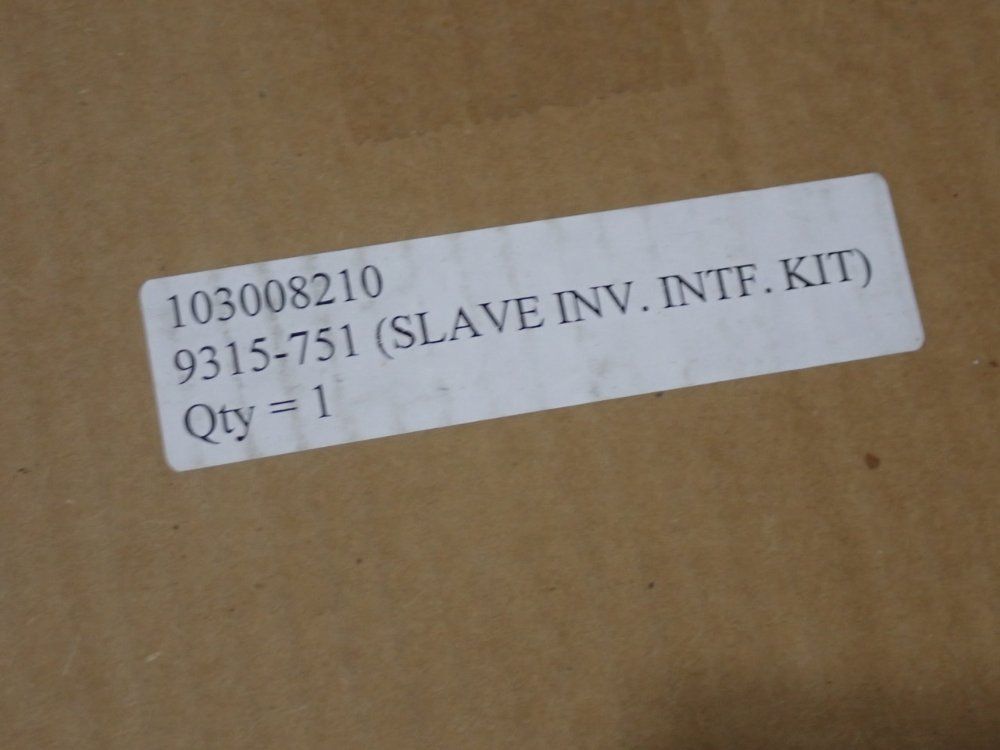 103008210
9315-751 (SLAVE INV. INTF. KIT)
Qty = 1